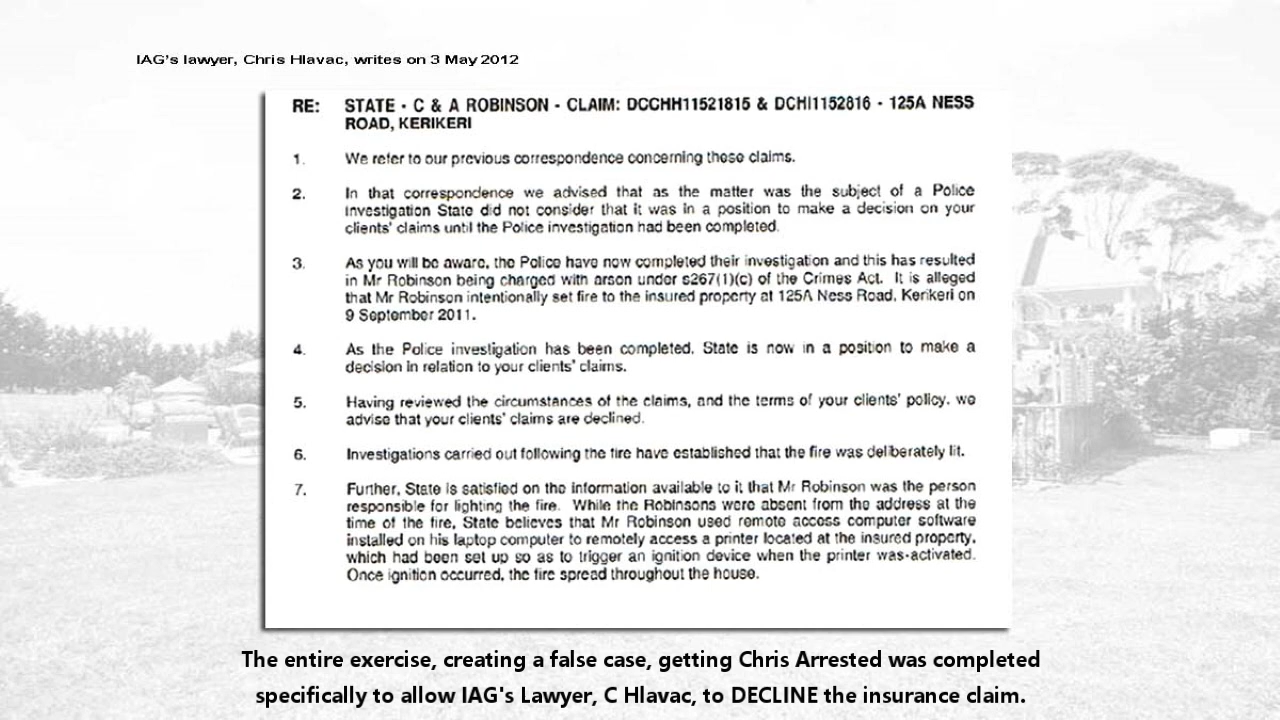 IAG's lawyer, Chris Hlavac, writes on 3 May 2012
RE: STATE - C & A ROBINSON - CLAIM: DCCHH11521815 & DCHI1152816 - 125A NESS
ROAD, KERIKERI
1. We refer to our previous correspondence concerning these claims.
2. In that correspondence we advised that as the matter was the subject of a Police
investigation State did not consider that it was in a position to make a decision on your
clients' claims until the Police investigation had been completed.
3. As you will be aware, the Police have now completed their investigation and this has resulted
in Mr Robinson being charged with arson under s267(1)(c) of the Crimes Act. It is alleged
that Mr Robinson intentionally set fire to the insured property at 125A Ness Road, Kerikeri on
9 September 2011.
4. As the Police investigation has been completed, State is now in a position to make a
decision in relation to your clients' claims.
5. Having reviewed the circumstances of the claims, and the terms of your clients' policy, we
advise that your clients' claims are declined.
6. Investigations carried out following the fire have established that the fire was deliberately lit.
7. Further, State is satisfied on the information available to it that Mr Robinson was the person
responsible for lighting the fire. While the Robinsons were absent from the address at the
time of the fire, State believes that Mr Robinson used remote access computer software
installed on his laptop computer to remotely access a printer located at the insured property,
which had been set up so as to trigger an ignition device when the printer was-activated.
Once ignition occurred, the fire spread throughout the house.
The entire exercise, creating a false case, getting Chris Arrested was completed
specifically to allow IAG's Lawyer, C Hlavac, to DECLINE the insurance claim.